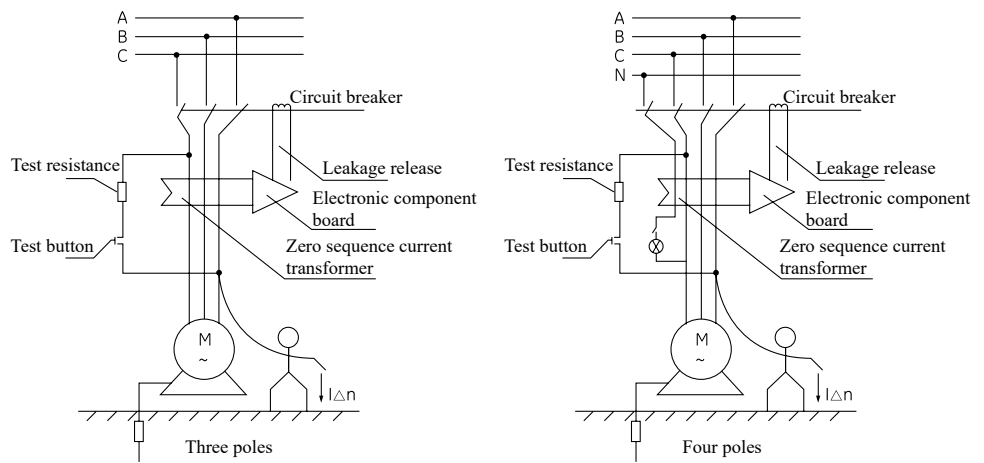 A
B
C
Circuit breaker
Test resistance
Leakage release
Electronic component
board
Test button
Zero sequence current
transformer
M
~
I△n
Three poles
A
B
C
N
Circuit breaker
Test resistance
Leakage release
Electronic component
board
Test button
Zero sequence current
transformer
M
~
I△n
Four poles